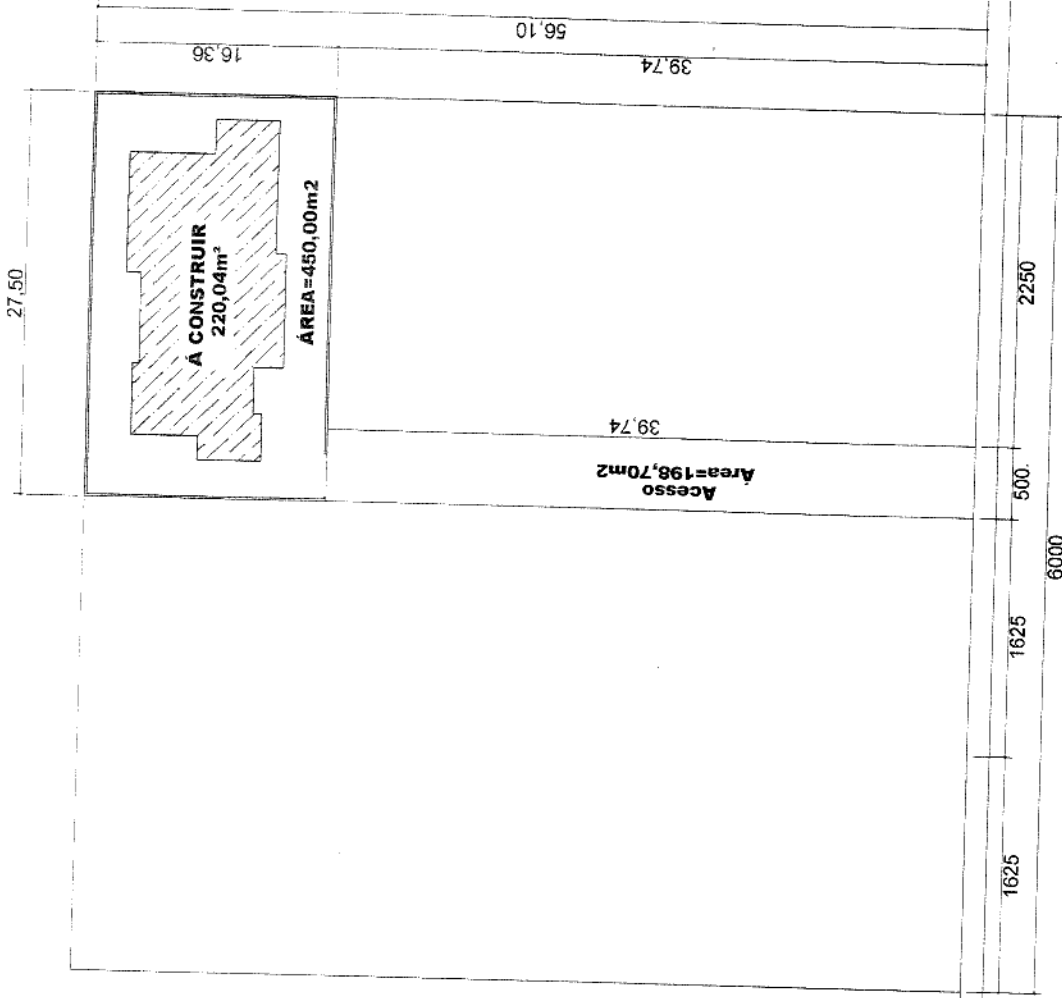 56,10
16,36
39,74
27,50
À CONSTRUIR
220,04m²
ÁREA=450,00m2
39,74
Acesso
Área=198,70m2
2250
500
1625
1625
6000